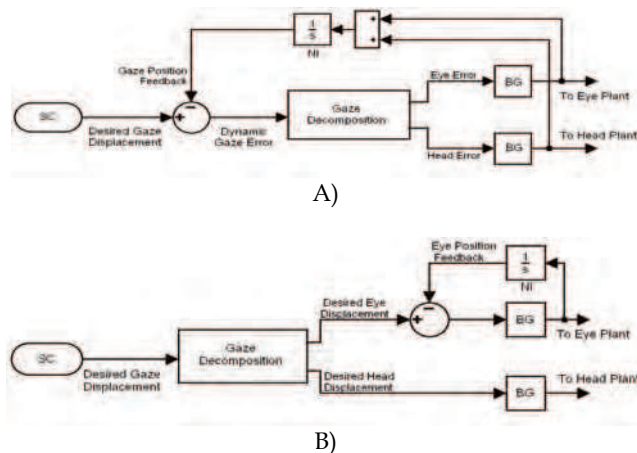 1
s
NI
+
+
Gaze Position
Feedback
Eye Error
BG
To Eye Plant
SC
Desired Gaze
Displacement
+
−
Dynamic
Gaze Error
Gaze
Decomposition
Head Error
BG
To Head Plant
A)
Eye Position
Feedback
1
s
NI
Desired Eye
Displacement
+
−
BG
To Eye Plant
SC
Desired Gaze
Displacement
Gaze
Decomposition
Desired Head
Displacement
BG
To Head Plant
B)